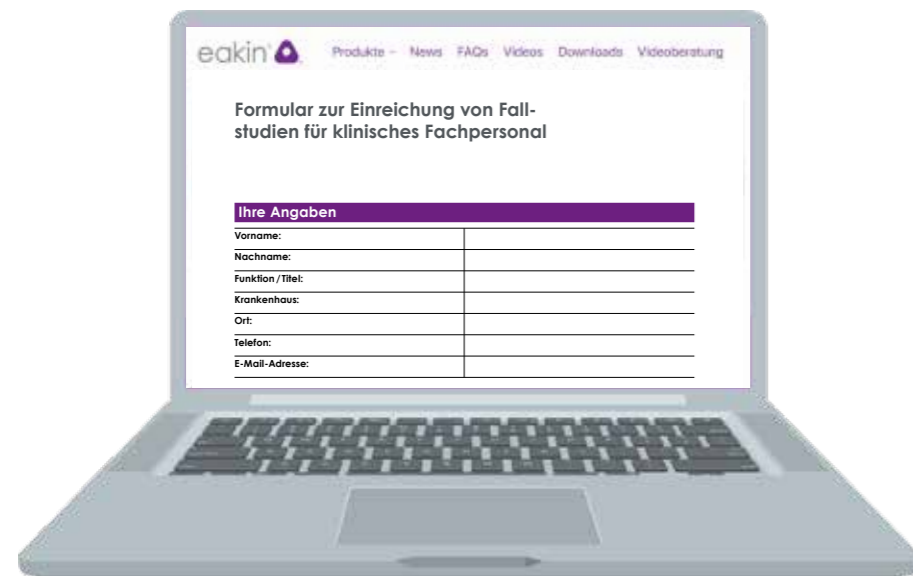 eakin
Produkte – News FAQs Videos Downloads Videoberatung
Formular zur Einreichung von Fall-
studien für klinisches Fachpersonal
Ihre Angaben
Vorname:
Nachname:
Funktion / Titel:
Krankenhaus:
Ort:
Telefon:
E-Mail-Adresse: